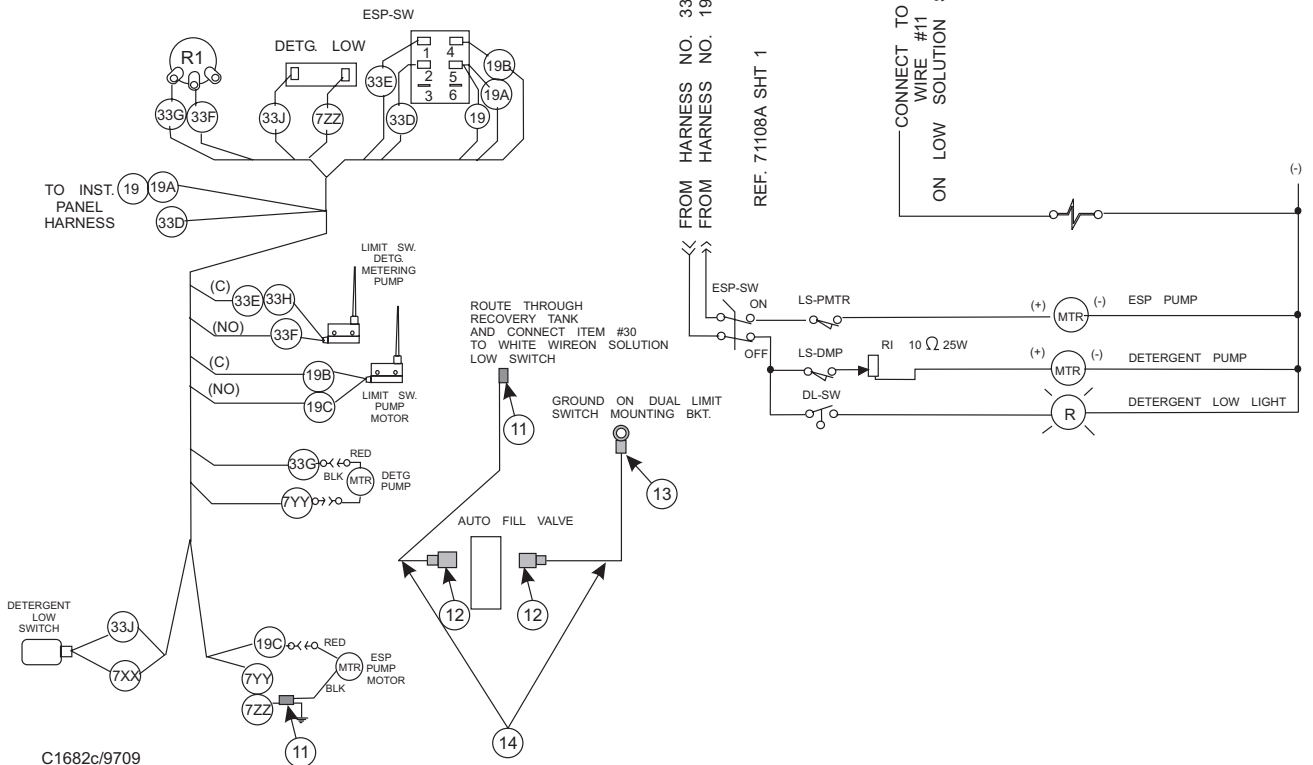 ESP-SW
R1
DETG. LOW
1
4
2
5
3
6
19B
33E
19A
33G
33F
33J
7ZZ
33D
19
TO INST.
PANEL
HARNESS
19
19A
33D
LIMIT SW.
DETG.
METERING
PUMP
(C)
33E
33H
(NO)
33F
(C)
19B
(NO)
19C
LIMIT SW.
PUMP
MOTOR
33G
RED
BLK
MTR
DETG
PUMP
7YY
DETERGENT
LOW
SWITCH
33J
7XX
19C
RED
MTR
ESP
PUMP
MOTOR
7YY
BLK
7ZZ
11
ROUTE THROUGH
RECOVERY TANK
AND CONNECT ITEM #30
TO WHITE WIREON SOLUTION
LOW SWITCH
11
GROUND ON DUAL LIMIT
SWITCH MOUNTING BKT.
13
AUTO FILL VALVE
12
12
14
FROM HARNESS NO. 33
FROM HARNESS NO. 19
REF. 71108A SHT 1
CONNECT TO
WIRE #11
ON LOW SOLUTION
(-)
ESP-SW
ON
OFF
LS-PMTR
(+)
MTR
(-)
ESP PUMP
LS-DMP
RI 10 Ω 25W
(+)
MTR
(-)
DETERGENT PUMP
DL-SW
R
DETERGENT LOW LIGHT
C1682c/9709